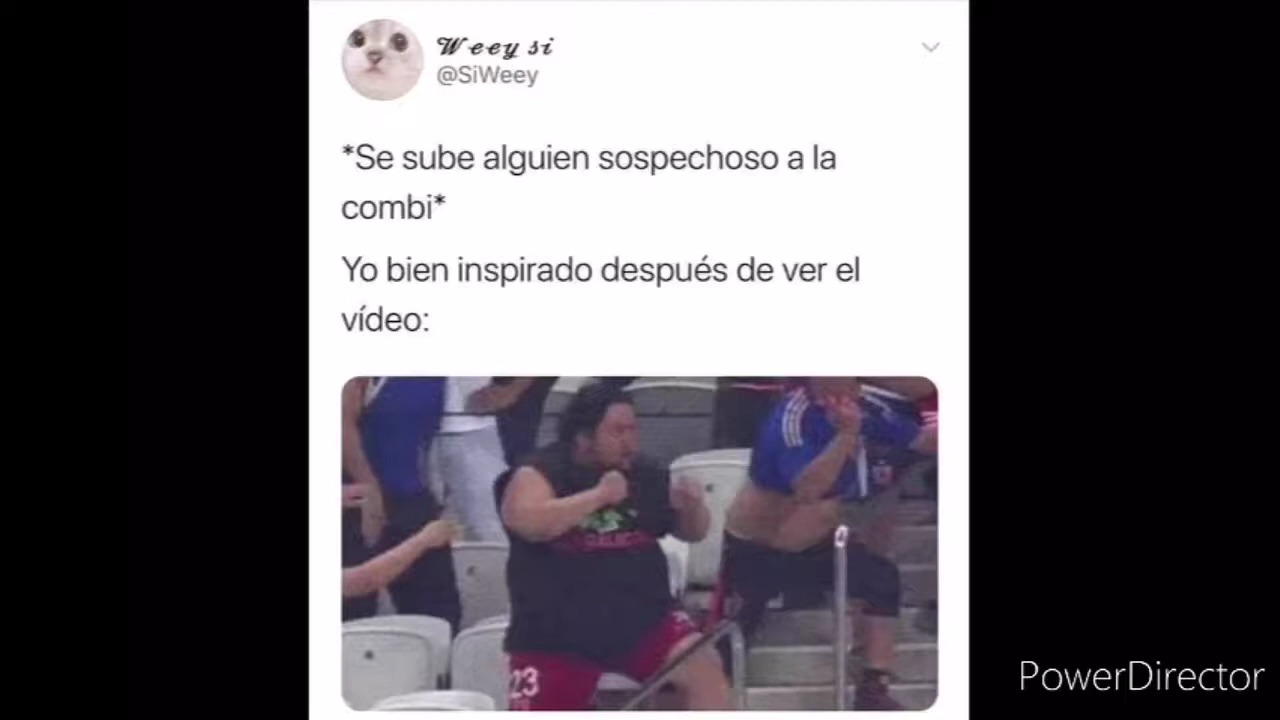 Weey si
@SiWeey
*Se sube alguien sospechoso a la
combi*
Yo bien inspirado después de ver el
vídeo:
23
PowerDirector